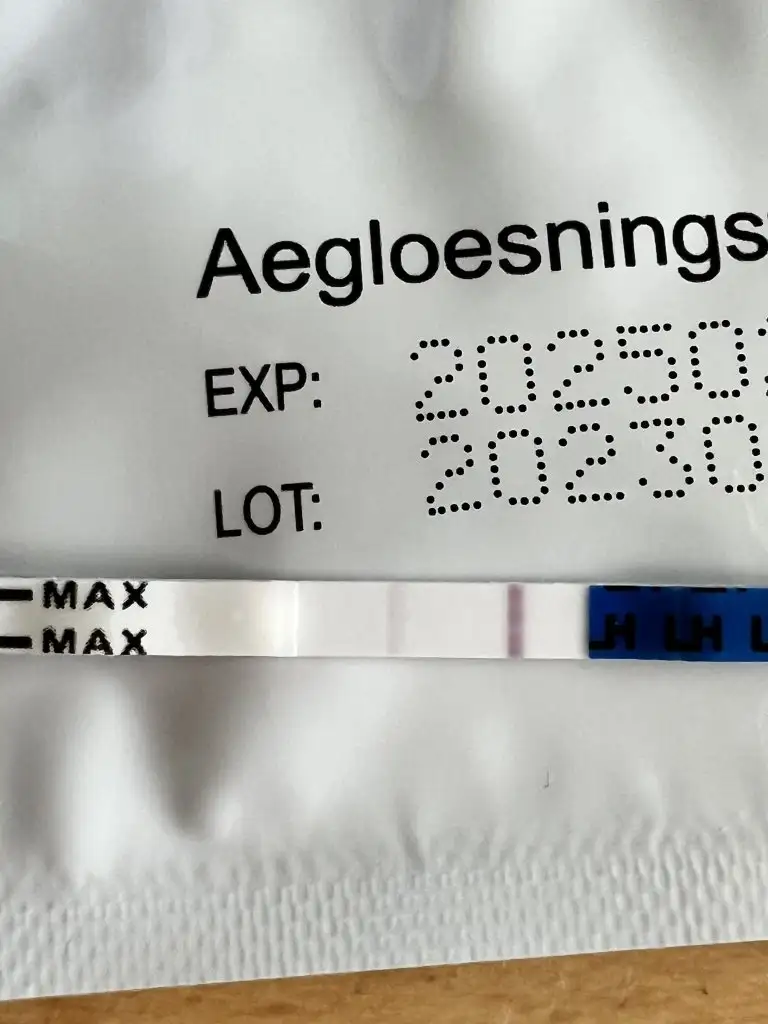 Aegloesnings
EXP: 20250
LOT: 20230
MAX
MAX
LH LH L